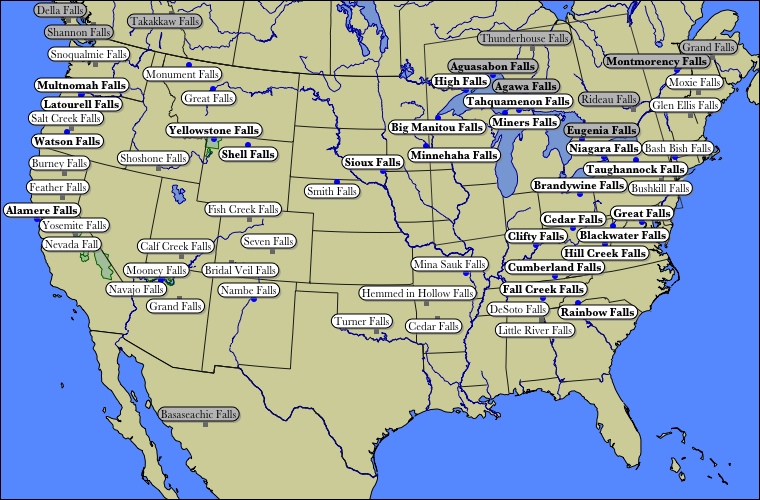 Della Falls
Takakkaw Falls
Shannon Falls
Thunderhouse Falls
Grand Falls
Snoqualmie Falls
Montmorency Falls
Aguasabon Falls
Monument Falls
High Falls
Moxie Falls
Multnomah Falls
Agawa Falls
Great Falls
Tahquamenon Falls
Rideau Falls
Latourell Falls
Glen Ellis Falls
Salt Creek Falls
Miners Falls
Big Manitou Falls
Yellowstone Falls
Eugenia Falls
Watson Falls
Niagara Falls
Bash Bish Falls
Shell Falls
Minnehaha Falls
Shoshone Falls
Sioux Falls
Burney Falls
Taughannock Falls
Brandywine Falls
Bushkill Falls
Feather Falls
Smith Falls
Alamere Falls
Fish Creek Falls
Great Falls
Cedar Falls
Yosemite Falls
Clifty Falls
Blackwater Falls
Nevada Fall
Calf Creek Falls
Seven Falls
Hill Creek Falls
Mina Sauk Falls
Cumberland Falls
Mooney Falls
Bridal Veil Falls
Navajo Falls
Nambe Falls
Hemmed in Hollow Falls
Fall Creek Falls
Grand Falls
DeSoto Falls
Rainbow Falls
Turner Falls
Cedar Falls
Little River Falls
Basascachic Falls